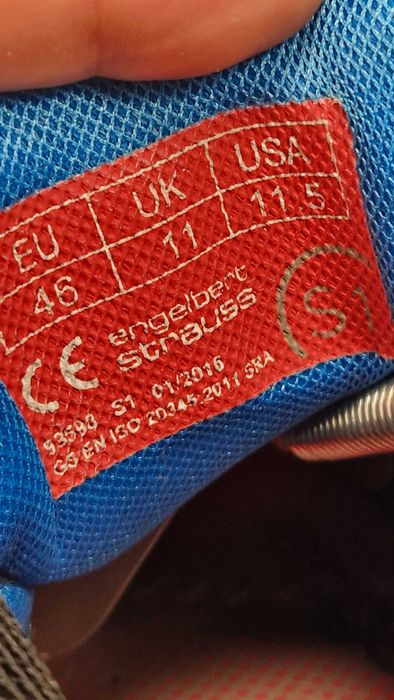 EU UK USA
46 11 11.5
CE engelbert
strauss
S1
S1 01/2016
EN ISO 20345:2011 SRA